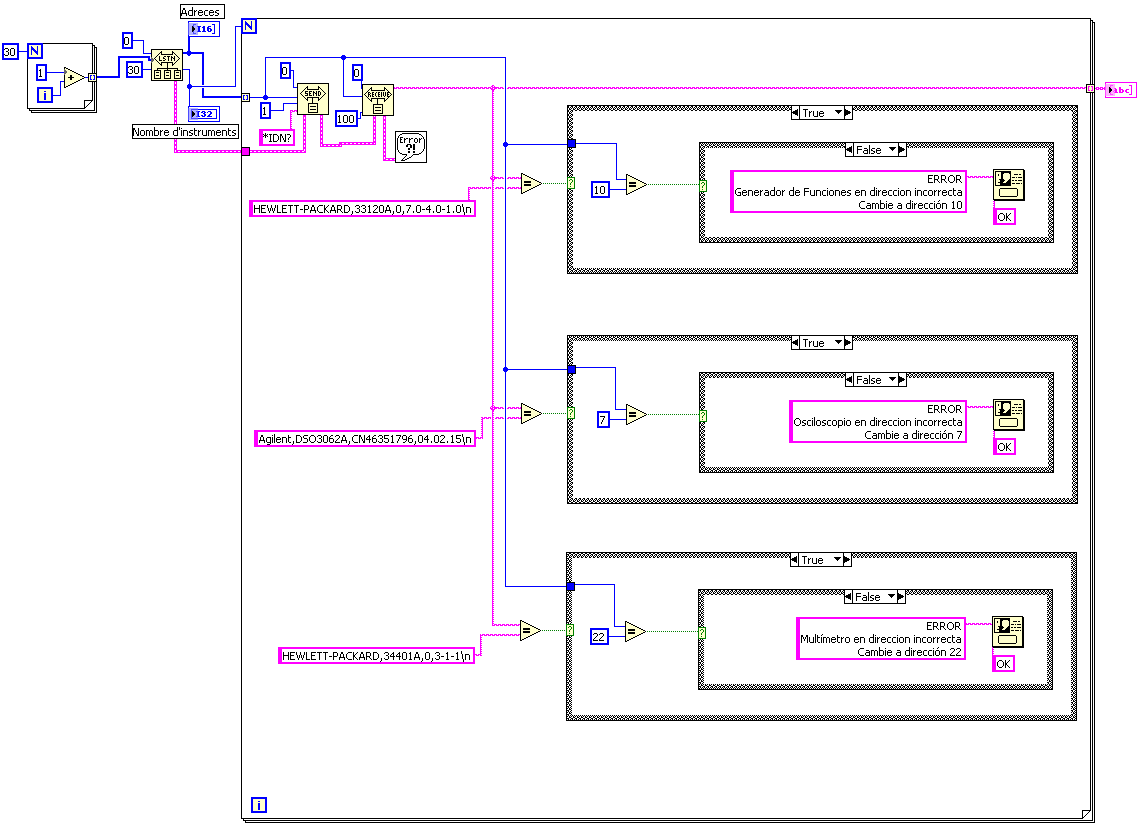 Adreces
I16]
30
N
1
i
0
LSTN
30
I32
Nombre d'instruments
N
0
SEND
1
*IDN?
0
RECEIVE
100
Error
?!
abc]
HEWLETT-PACKARD,33120A,0,7.0-4.0-1.0\n
=
?
True
10
=
?
False
ERROR
Generador de Funciones en direccion incorrecta
Cambie a dirección 10
OK
Agilent,DSO3062A,CN46351796,04.02.15\n
=
?
True
7
=
?
False
ERROR
Osciloscopio en direccion incorrecta
Cambie a dirección 7
OK
HEWLETT-PACKARD,34401A,0,3-1-1\n
=
?
True
22
=
?
False
ERROR
Multímetro en direccion incorrecta
Cambie a dirección 22
OK
i